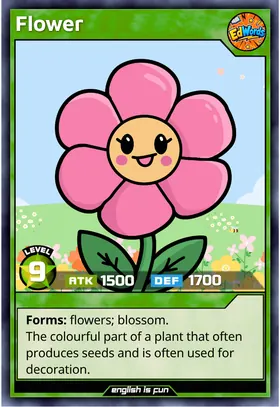 Flower
EdWords
LEVEL
9
ATK 1500 DEF 1700
Forms: flowers; blossom.
The colourful part of a plant that often
produces seeds and is often used for
decoration.
english is fun